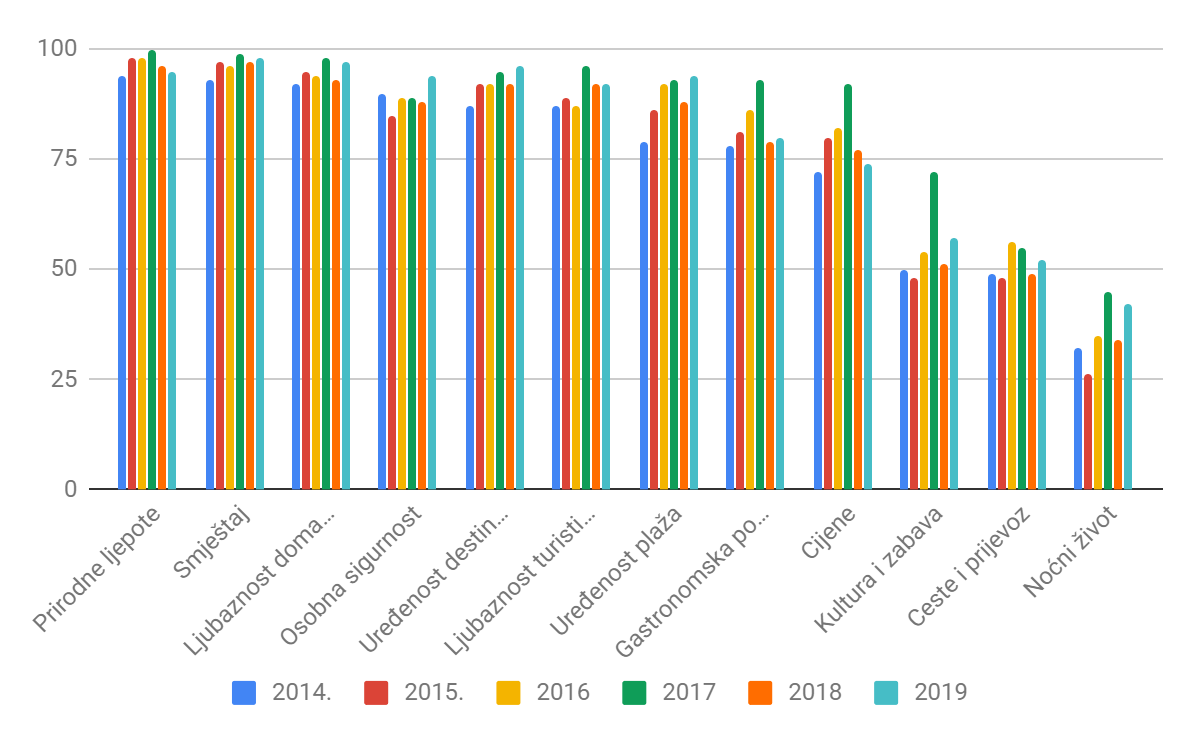 100
75
50
25
0
Prirodne ljepote
Smještaj
Ljubaznost doma...
Osobna sigurnost
Uređenost destin...
Ljubaznost turisti...
Uređenost plaža
Gastronomska po...
Cijene
Kultura i zabava
Ceste i prijevoz
Noćni život
2014. 2015. 2016 2017 2018 2019